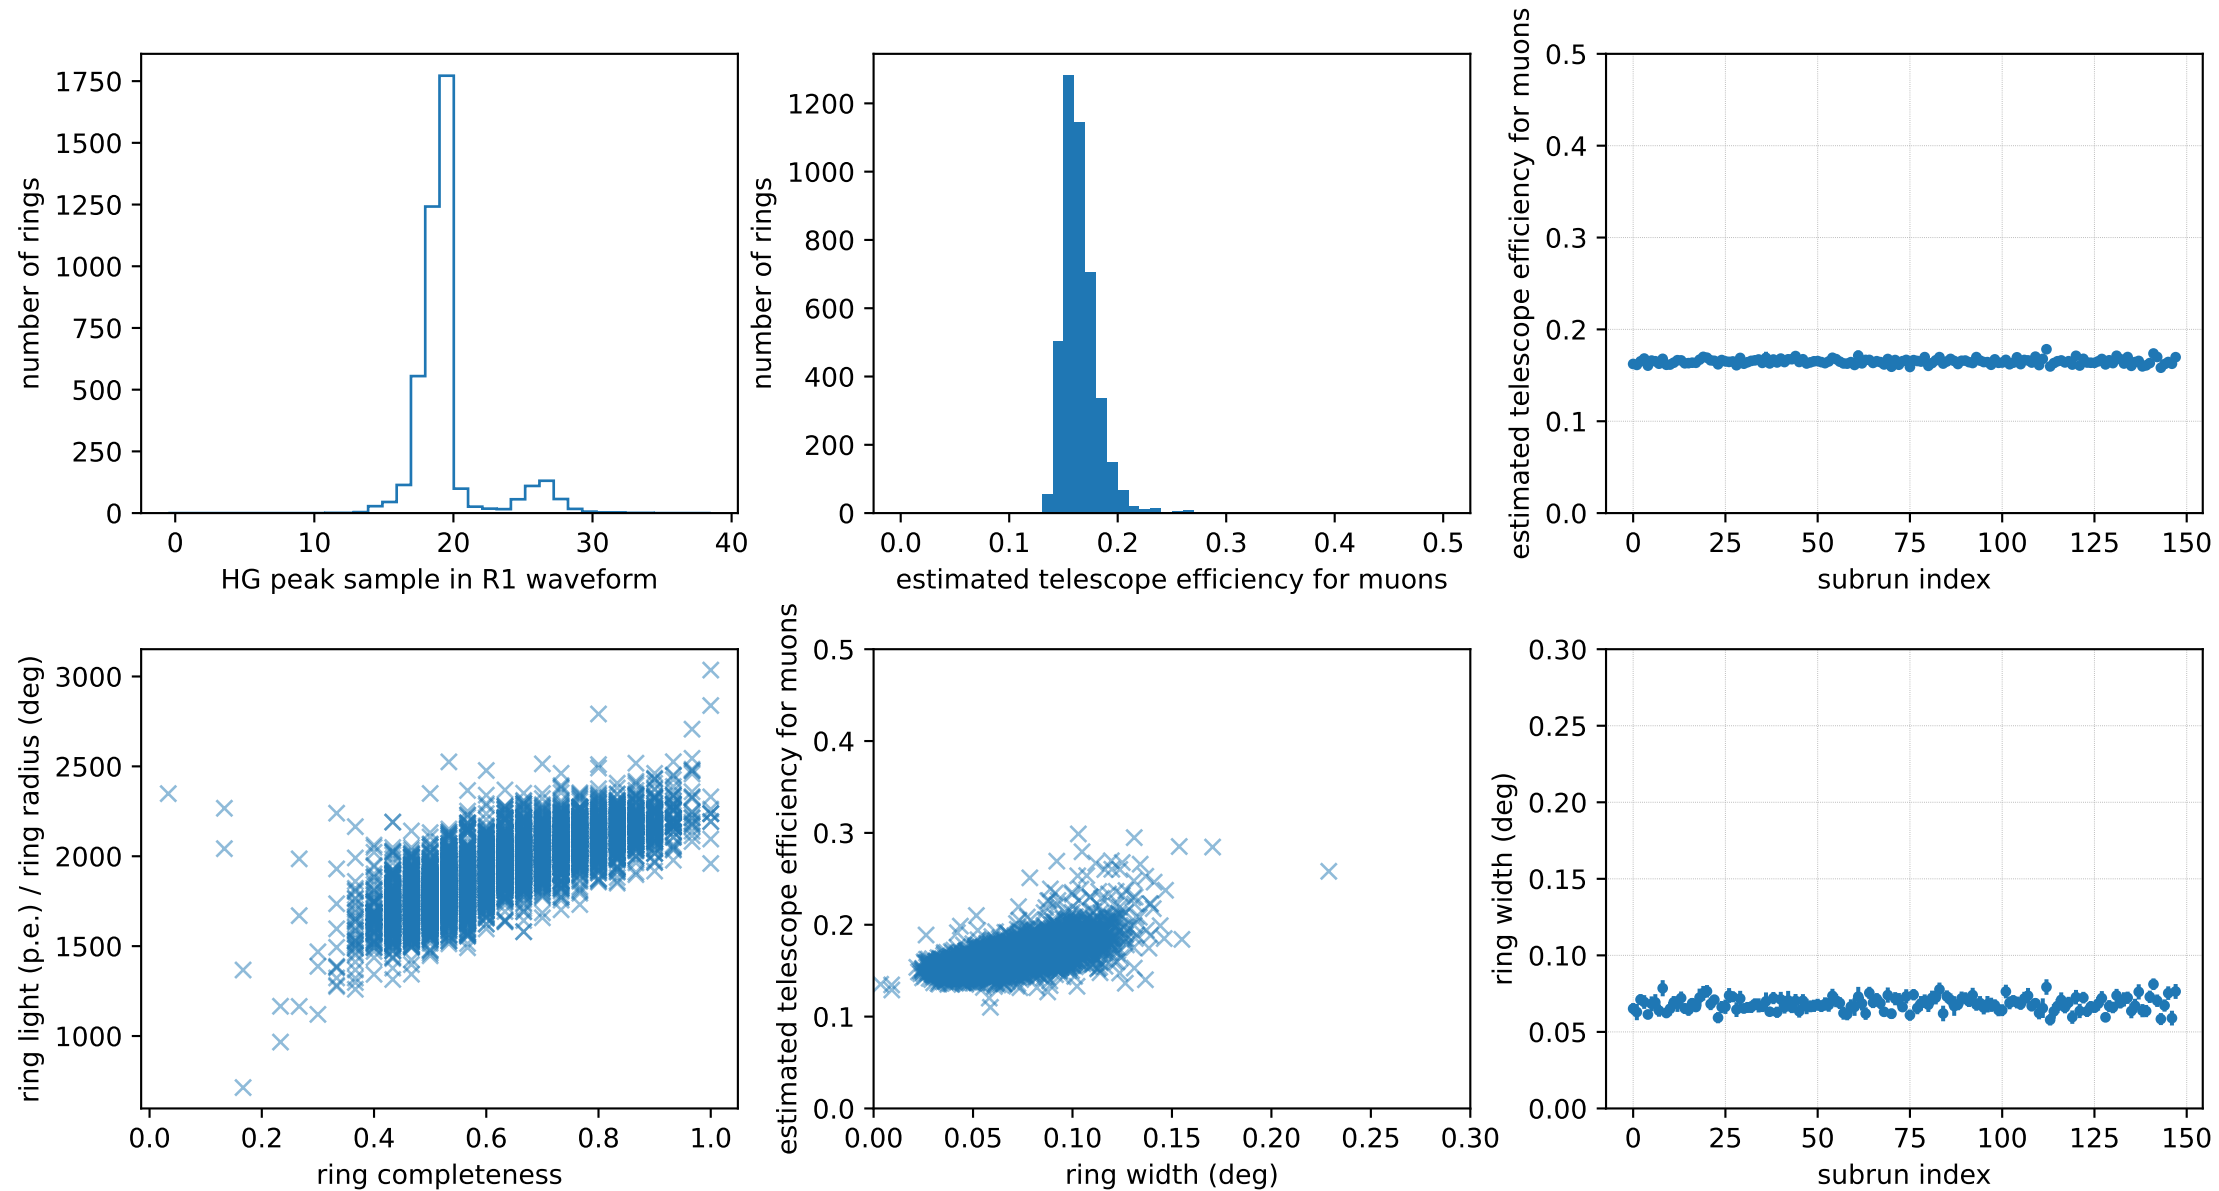 number of rings
1750
1500
1250
1000
750
500
250
0
0 10 20 30 40
HG peak sample in R1 waveform
number of rings
1200
1000
800
600
400
200
0
0.0 0.1 0.2 0.3 0.4 0.5
estimated telescope efficiency for muons
estimated telescope efficiency for muons
0.5
0.4
0.3
0.2
0.1
0.0
0 25 50 75 100 125 150
subrun index
ring light (p.e.) / ring radius (deg)
3000
2500
2000
1500
1000
0.0 0.2 0.4 0.6 0.8 1.0
ring completeness
estimated telescope efficiency for muons
0.5
0.4
0.3
0.2
0.1
0.0
0.00 0.05 0.10 0.15 0.20 0.25 0.30
ring width (deg)
ring width (deg)
0.30
0.25
0.20
0.15
0.10
0.05
0.00
0 25 50 75 100 125 150
subrun index